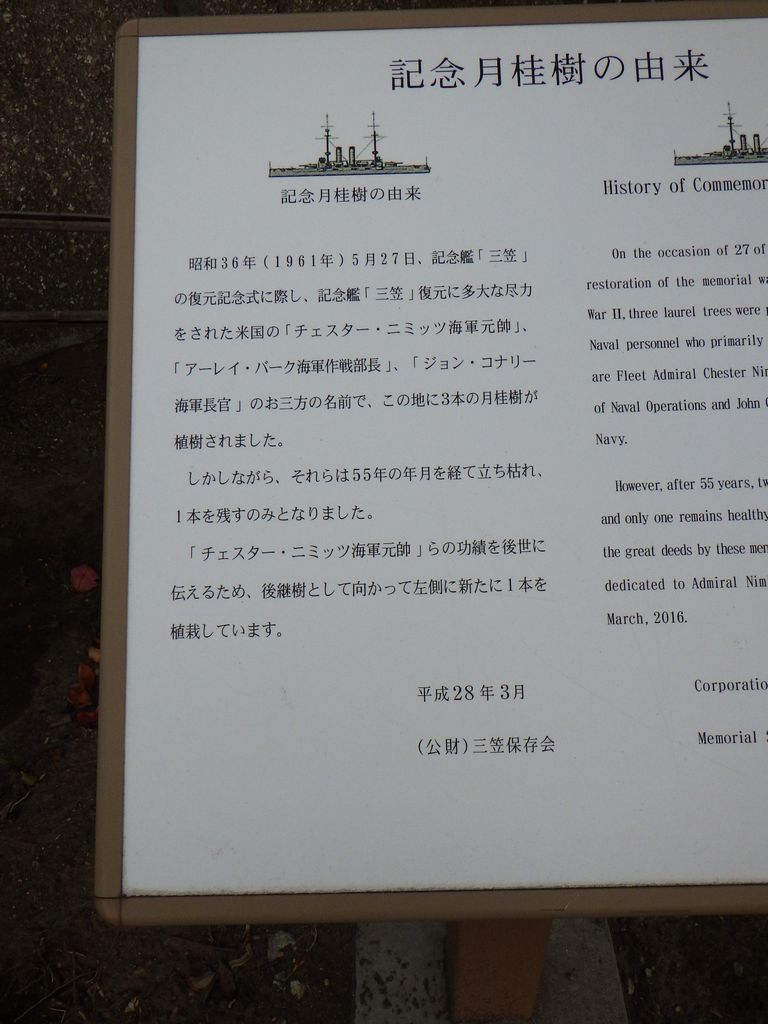 記念月桂樹の由来
記念月桂樹の由来
昭和36年(1961年)5月27日、記念艦「三笠」
の復元記念式に際し、記念艦「三笠」復元に多大な尽力
をされた米国の「チェスター・ニミッツ海軍元帥」、
「アーレイ・バーク海軍作戦部長」、「ジョン・コナリー
海軍長官」のお三方の名前で、この地に3本の月桂樹が
植樹されました。
しかしながら、それらは55年の年月を経て立ち枯れ、
1本を残すのみとなりました。
「チェスター・ニミッツ海軍元帥」らの功績を後世に
伝えるため、後継樹として向かって左側に新たに1本を
植栽しています。
平成28年3月
(公財)三笠保存会
History of Commemor
On the occasion of 27 of
restoration of the memorial wa
War II, three laurel trees were
Naval personnel who primarily
are Fleet Admiral Chester Nim
of Naval Operations and John
Navy.
However, after 55 years, tw
and only one remains healthy
the great deeds by these men
dedicated to Admiral Nim
March, 2016.
Corporatio
Memorial